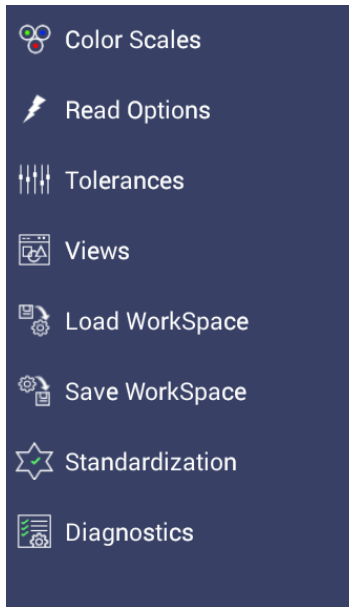 Color Scales
Read Options
Tolerances
Views
Load WorkSpace
Save WorkSpace
Standardization
Diagnostics